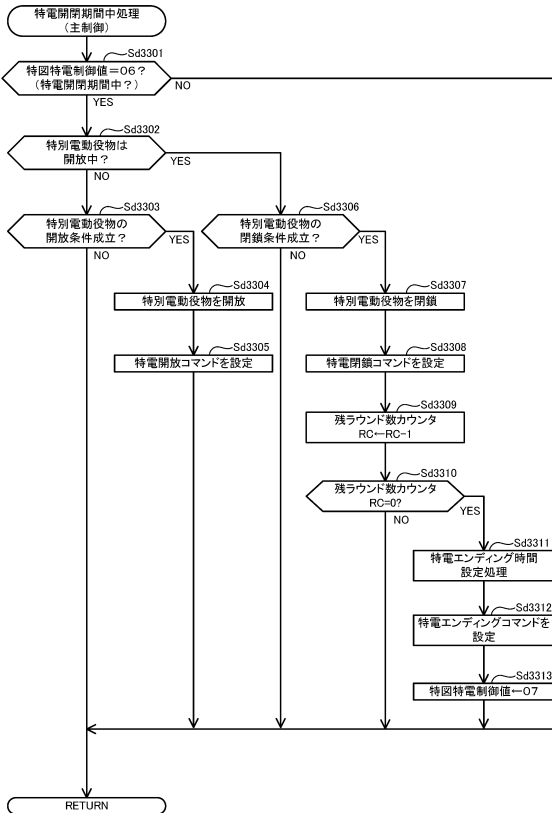 特電開閉期間中処理
(主制御)
Sd3301
特図特電制御値=06?
(特電開閉期間中?)
NO
YES
Sd3302
特別電動役物は
開放中?
YES
NO
Sd3303
特別電動役物の
開放条件成立?
YES
NO
Sd3306
特別電動役物の
閉鎖条件成立?
YES
NO
Sd3304
特別電動役物を開放
Sd3307
特別電動役物を閉鎖
Sd3305
特電開放コマンドを設定
Sd3308
特電閉鎖コマンドを設定
Sd3309
残ラウンド数カウンタ
RC←RC-1
Sd3310
残ラウンド数カウンタ
RC=0?
YES
NO
Sd3311
特電エンディング時間
設定処理
Sd3312
特電エンディングコマンドを
設定
Sd3313
特図特電制御値←07
RETURN